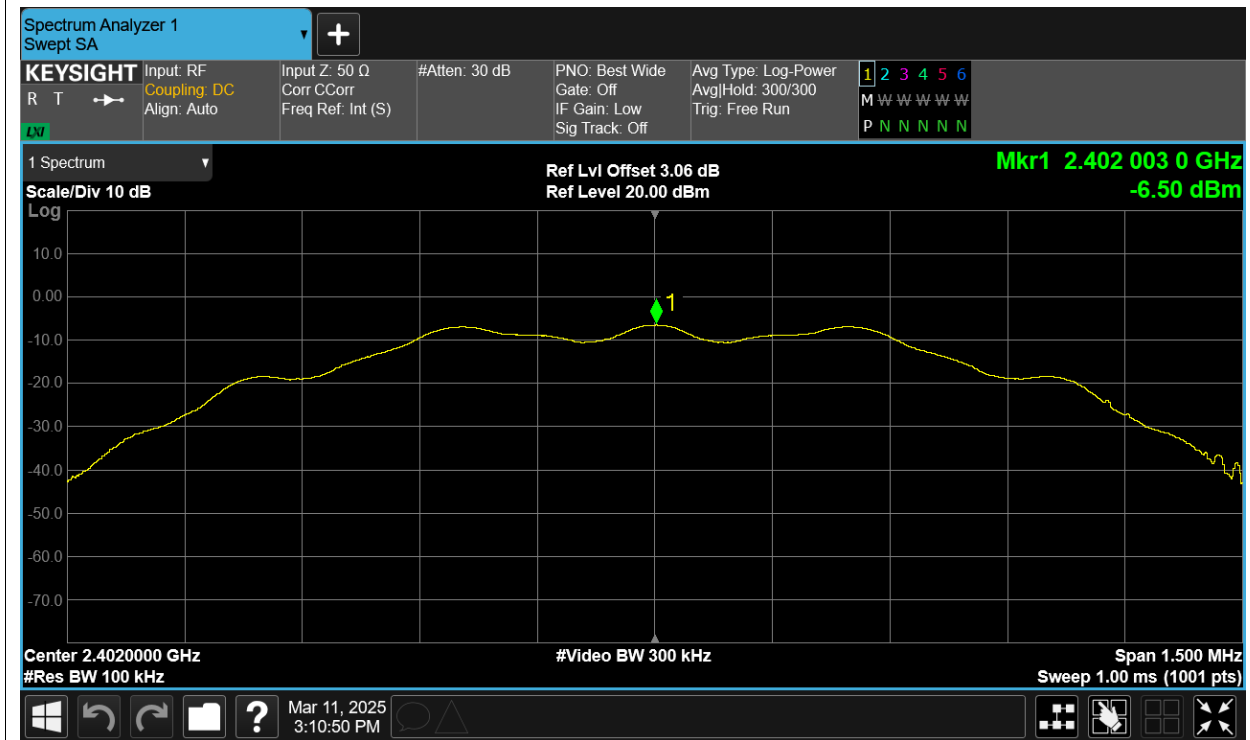 Spectrum Analyzer 1
Swept SA
KEYSIGHT
R T
LXI
Input: RF
Coupling: DC
Align: Auto
Input Z: 50 Ω
Corr CCorr
Freq Ref: Int (S)
#Atten: 30 dB
PNO: Best Wide
Gate: Off
IF Gain: Low
Sig Track: Off
Avg Type: Log-Power
Avg|Hold: 300/300
Trig: Free Run
1 2 3 4 5 6
M W W W W W
P N N N N N
1 Spectrum
Scale/Div 10 dB
Ref Lvl Offset 3.06 dB
Ref Level 20.00 dBm
Mkr1 2.402 003 0 GHz
-6.50 dBm
Log
10.0
0.00
1
-10.0
-20.0
-30.0
-40.0
-50.0
-60.0
-70.0
Center 2.4020000 GHz
#Res BW 100 kHz
#Video BW 300 kHz
Span 1.500 MHz
Sweep 1.00 ms (1001 pts)
?
Mar 11, 2025
3:10:50 PM